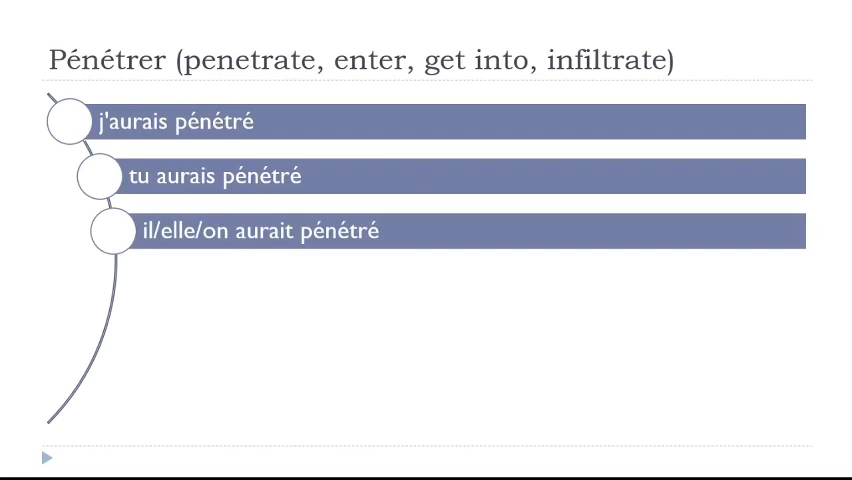 Pénétrer (penetrate, enter, get into, infiltrate)
j'aurais pénétré
tu aurais pénétré
il/elle/on aurait pénétré